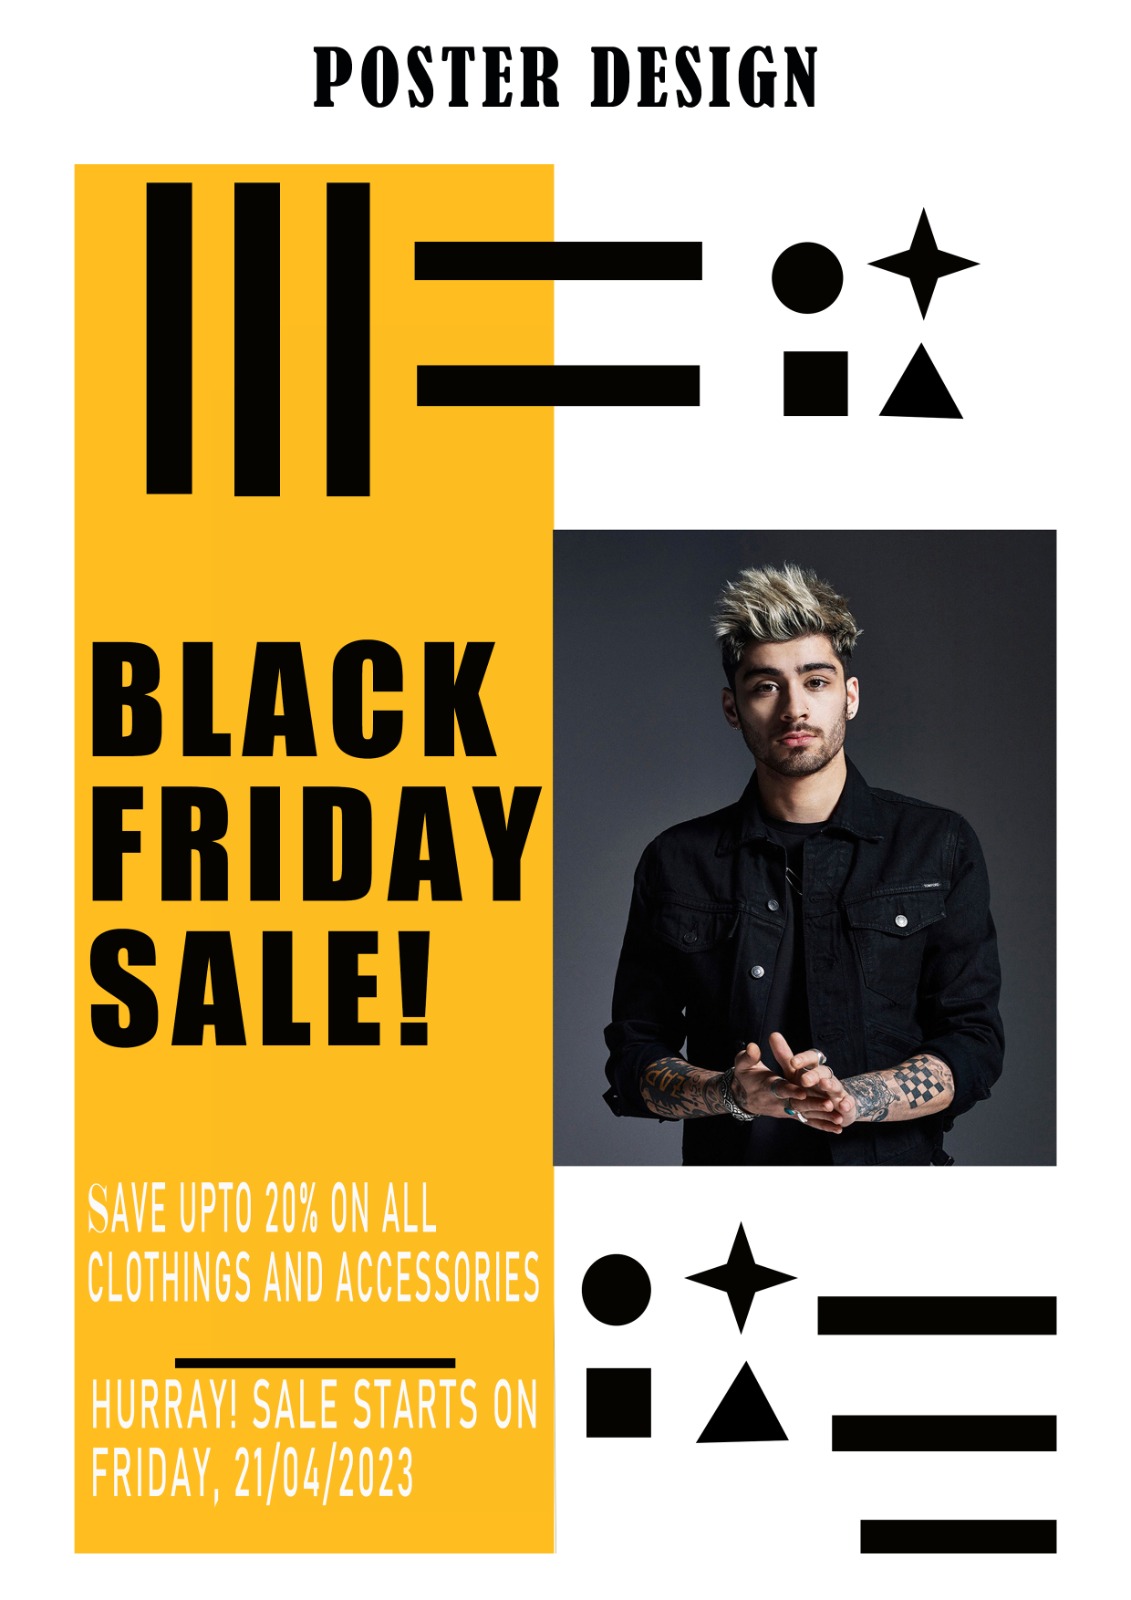 POSTER DESIGN
BLACK
FRIDAY
SALE!
SAVE UPTO 20% ON ALL
CLOTHINGS AND ACCESSORIES
HURRAY! SALE STARTS ON
FRIDAY, 21/04/2023